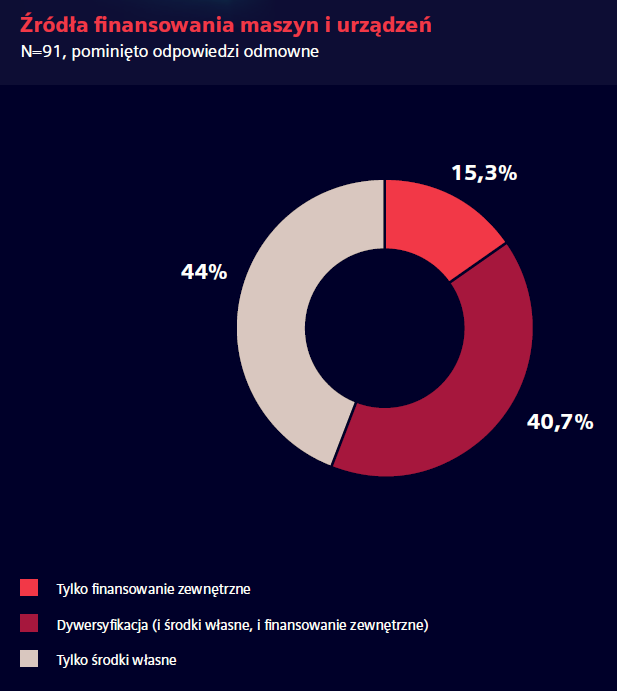 Źródła finansowania maszyn i urządzeń
N=91, pominięto odpowiedzi odmowne
15,3%
44%
40,7%
Tylko finansowanie zewnętrzne
Dywersyfikacja (i środki własne, i finansowanie zewnętrzne)
Tylko środki własne